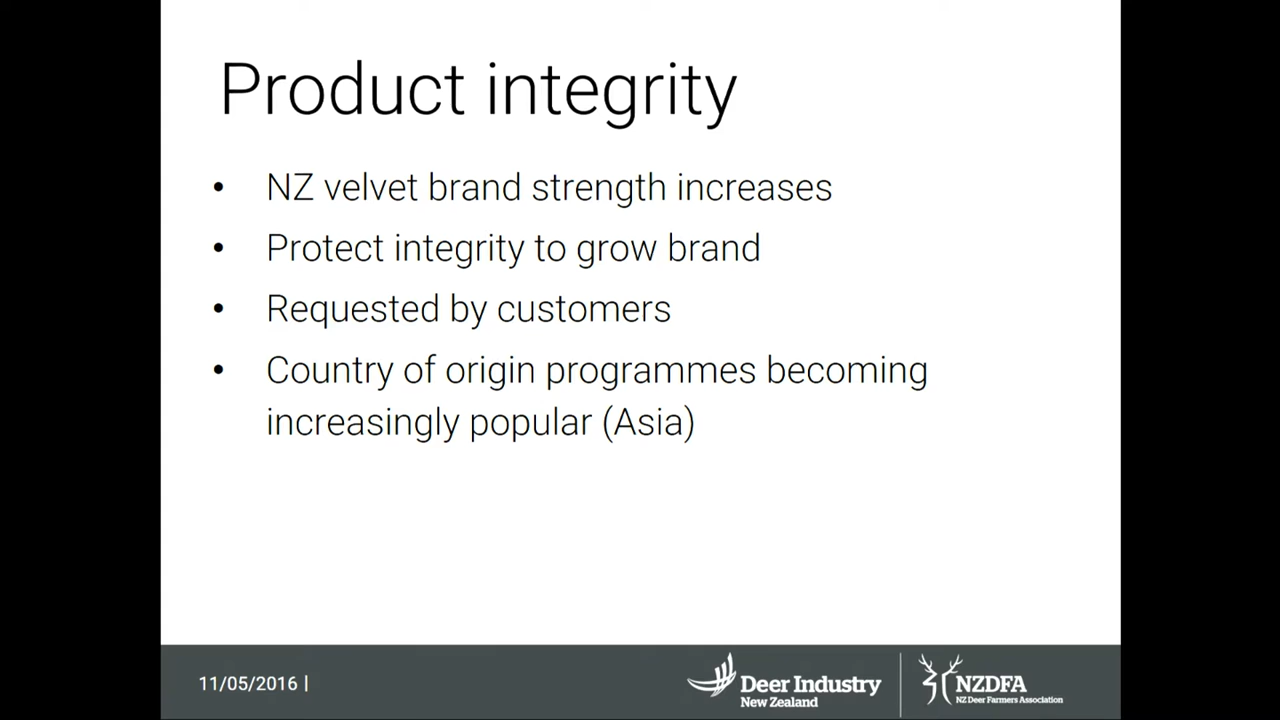 Product integrity
• NZ velvet brand strength increases
• Protect integrity to grow brand
• Requested by customers
• Country of origin programmes becoming
increasingly popular (Asia)
11/05/2016 |
Deer Industry
New Zealand
NZDFA
NZ Deer Farmers Association